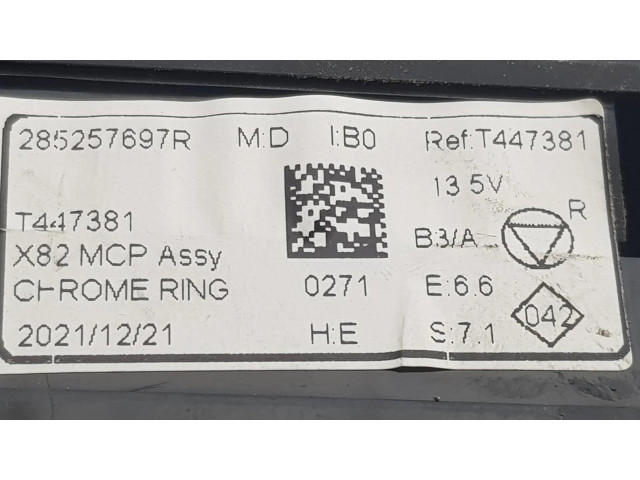 285257697R M:D I:B0 Ref:T447381
13.5V
T447381 R
X82 MCP Assy B3/A
CHROME RING 0271 E:6.6
2021/12/21 H:E S:7.1 042